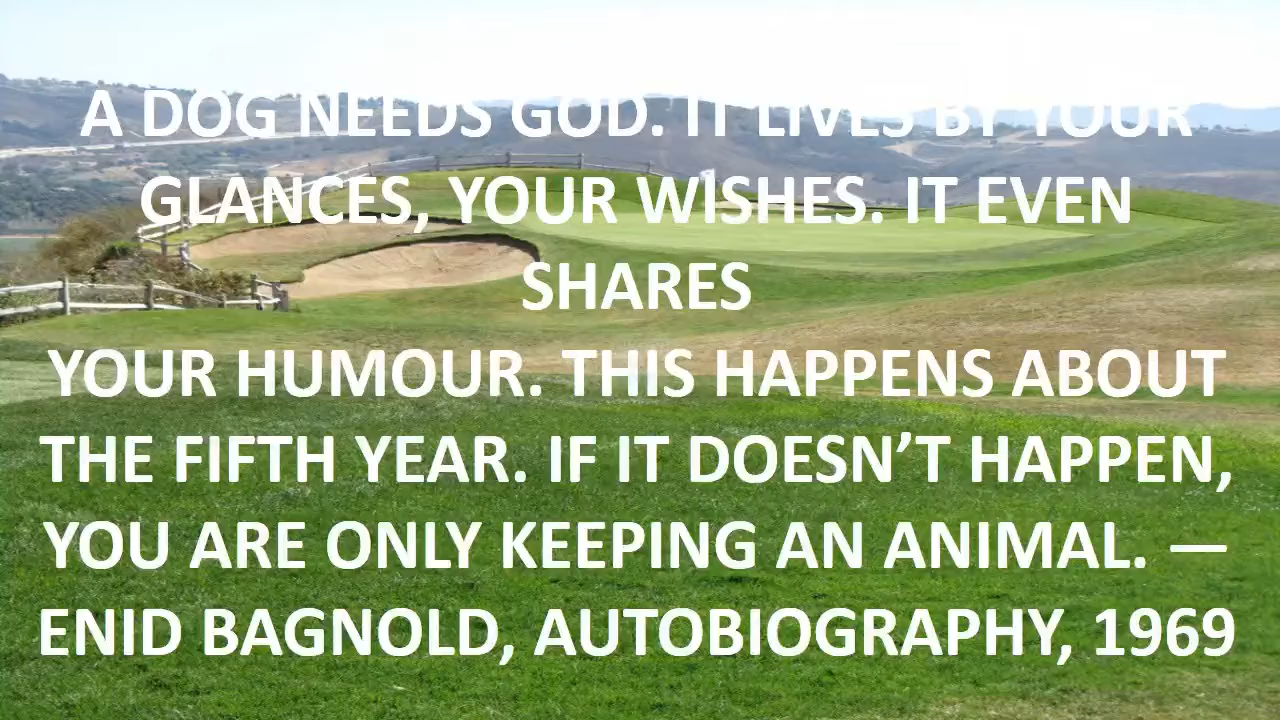 A DOG NEEDS GOD. IT LIVES BY YOUR
GLANCES, YOUR WISHES. IT EVEN
SHARES
YOUR HUMOUR. THIS HAPPENS ABOUT
THE FIFTH YEAR. IF IT DOESN’T HAPPEN,
YOU ARE ONLY KEEPING AN ANIMAL. —
ENID BAGNOLD, AUTOBIOGRAPHY, 1969